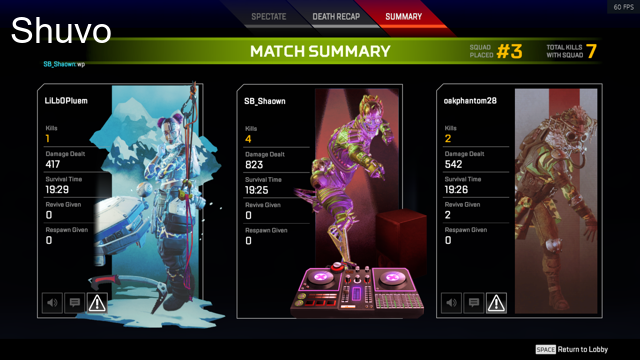 60 FPS
Shuvo
SPECTATE
DEATH RECAP
SUMMARY
MATCH SUMMARY
SQUAD PLACED #3
TOTAL KILLS WITH SQUAD 7
SB_Shaown: wp
LiLbOPluem
Kills
1
Damage Dealt
417
Survival Time
19:29
Revive Given
0
Respawn Given
0
SB_Shaown
Kills
4
Damage Dealt
823
Survival Time
19:25
Revive Given
0
Respawn Given
0
oakphantom28
Kills
2
Damage Dealt
542
Survival Time
19:26
Revive Given
2
Respawn Given
0
SPACE Return to Lobby